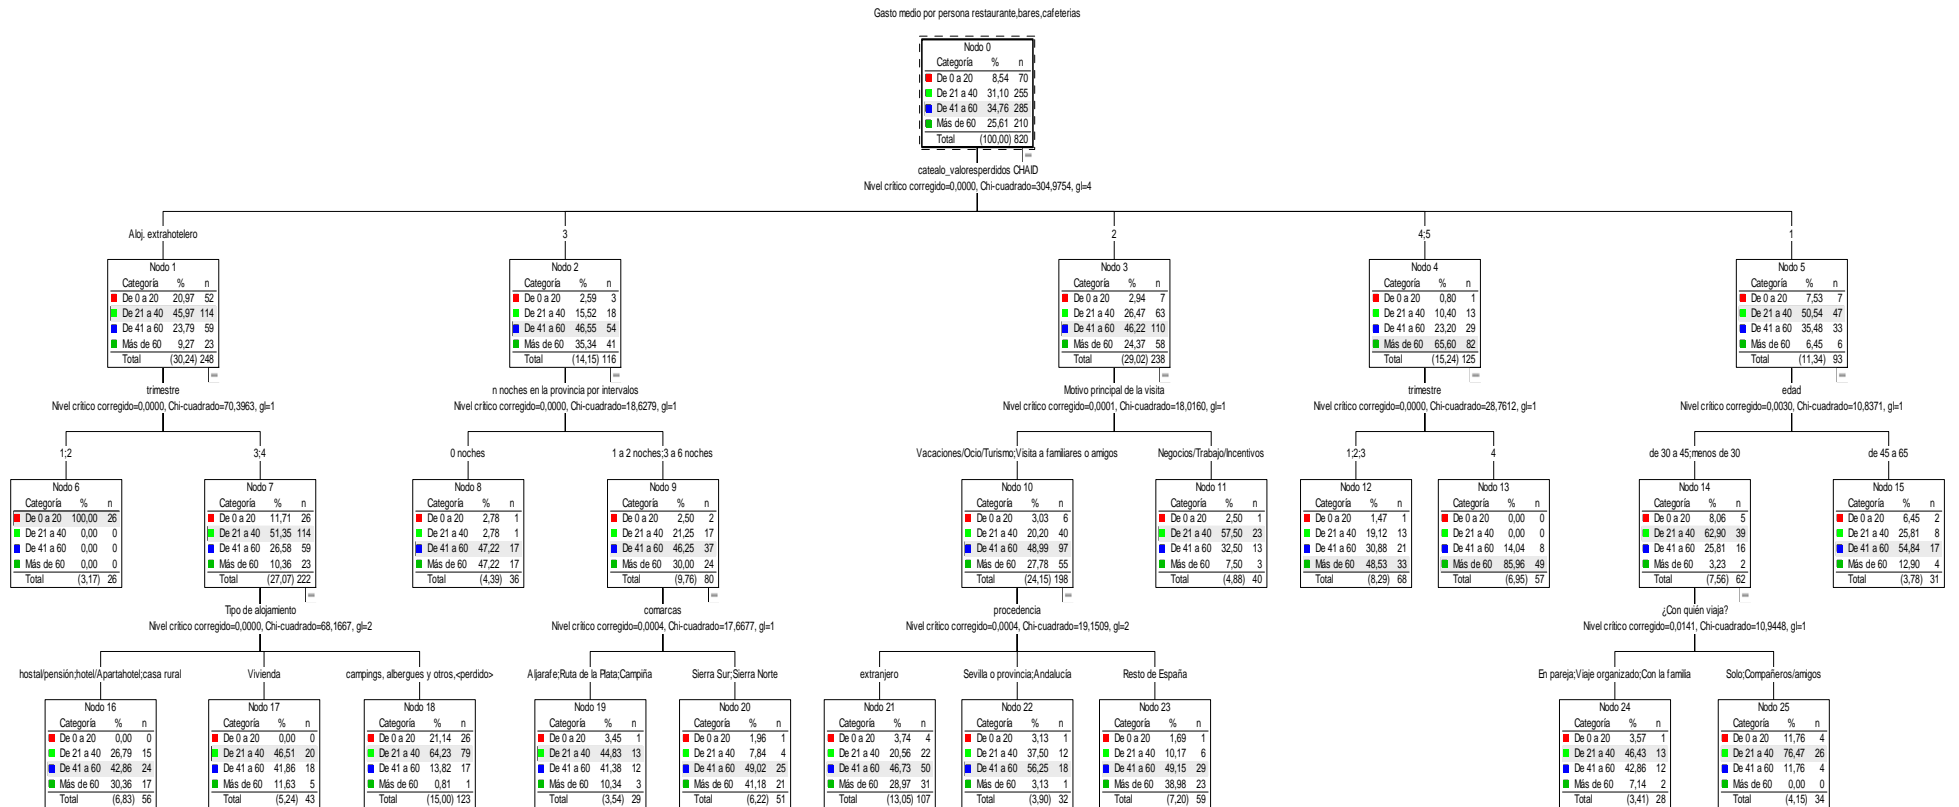 Gasto medio por persona restaurante,bares,cafeterias
Nodo 0
Categoría % n
De 0 a 20 8,54 70
De 21 a 40 31,10 255
De 41 a 60 34,76 285
Más de 60 25,61 210
Total (100,00) 820
catealo_valoresperdidos CHAID
Nivel crítico corregido=0,0000, Chi-cuadrado=304,9754, gl=4
Aloj. extrahotelero
3
2
4;5
1
Nodo 1
Categoría % n
De 0 a 20 20,97 52
De 21 a 40 45,97 114
De 41 a 60 23,79 59
Más de 60 9,27 23
Total (30,24) 248
Nodo 2
Categoría % n
De 0 a 20 2,59 3
De 21 a 40 15,52 18
De 41 a 60 46,55 54
Más de 60 35,34 41
Total (14,15) 116
Nodo 3
Categoría % n
De 0 a 20 2,94 7
De 21 a 40 26,47 63
De 41 a 60 46,22 110
Más de 60 24,37 58
Total (29,02) 238
Nodo 4
Categoría % n
De 0 a 20 0,80 1
De 21 a 40 10,40 13
De 41 a 60 23,20 29
Más de 60 65,60 82
Total (15,24) 125
Nodo 5
Categoría % n
De 0 a 20 7,53 7
De 21 a 40 50,54 47
De 41 a 60 35,48 33
Más de 60 6,45 6
Total (11,34) 93
trimestre
Nivel crítico corregido=0,0000, Chi-cuadrado=70,3963, gl=1
n noches en la provincia por intervalos
Nivel crítico corregido=0,0000, Chi-cuadrado=18,6279, gl=1
Motivo principal de la visita
Nivel crítico corregido=0,0001, Chi-cuadrado=18,0160, gl=1
trimestre
Nivel crítico corregido=0,0000, Chi-cuadrado=28,7612, gl=1
edad
Nivel crítico corregido=0,0030, Chi-cuadrado=10,8371, gl=1
1;2
3;4
0 noches
1 a 2 noches;3 a 6 noches
Vacaciones/Ocio/Turismo;Visita a familiares o amigos
Negocios/Trabajo/Incentivos
1;2;3
4
de 30 a 45;menos de 30
de 45 a 65
Nodo 6
Categoría % n
De 0 a 20 100,00 26
De 21 a 40 0,00 0
De 41 a 60 0,00 0
Más de 60 0,00 0
Total (3,17) 26
Nodo 7
Categoría % n
De 0 a 20 11,71 26
De 21 a 40 51,35 114
De 41 a 60 26,58 59
Más de 60 10,36 23
Total (27,07) 222
Nodo 8
Categoría % n
De 0 a 20 2,78 1
De 21 a 40 2,78 1
De 41 a 60 47,22 17
Más de 60 47,22 17
Total (4,39) 36
Nodo 9
Categoría % n
De 0 a 20 2,50 2
De 21 a 40 21,25 17
De 41 a 60 46,25 37
Más de 60 30,00 24
Total (9,76) 80
Nodo 10
Categoría % n
De 0 a 20 3,03 6
De 21 a 40 20,20 40
De 41 a 60 48,99 97
Más de 60 27,78 55
Total (24,15) 198
Nodo 11
Categoría % n
De 0 a 20 2,50 1
De 21 a 40 57,50 23
De 41 a 60 32,50 13
Más de 60 7,50 3
Total (4,88) 40
Nodo 12
Categoría % n
De 0 a 20 1,47 1
De 21 a 40 19,12 13
De 41 a 60 30,88 21
Más de 60 48,53 33
Total (8,29) 68
Nodo 13
Categoría % n
De 0 a 20 0,00 0
De 21 a 40 0,00 0
De 41 a 60 14,04 8
Más de 60 85,96 49
Total (6,95) 57
Nodo 14
Categoría % n
De 0 a 20 8,06 5
De 21 a 40 62,90 39
De 41 a 60 25,81 16
Más de 60 3,23 2
Total (7,56) 62
Nodo 15
Categoría % n
De 0 a 20 6,45 2
De 21 a 40 25,81 8
De 41 a 60 54,84 17
Más de 60 12,90 4
Total (3,78) 31
Tipo de alojamiento
Nivel crítico corregido=0,0000, Chi-cuadrado=68,1667, gl=2
comarcas
Nivel crítico corregido=0,0004, Chi-cuadrado=17,6677, gl=1
procedencia
Nivel crítico corregido=0,0004, Chi-cuadrado=19,1509, gl=2
¿Con quién viaja?
Nivel crítico corregido=0,0141, Chi-cuadrado=10,9448, gl=1
hostal/pensión;hotel/Apartahotel;casa rural
Vivienda
campings, albergues y otros,<perdido>
Aljarafe;Ruta de la Plata;Campiña
Sierra Sur;Sierra Norte
extranjero
Sevilla o provincia;Andalucía
Resto de España
En pareja;Viaje organizado;Con la familia
Solo;Compañeros/amigos
Nodo 16
Categoría % n
De 0 a 20 0,00 0
De 21 a 40 26,79 15
De 41 a 60 42,86 24
Más de 60 30,36 17
Total (6,83) 56
Nodo 17
Categoría % n
De 0 a 20 0,00 0
De 21 a 40 46,51 20
De 41 a 60 41,86 18
Más de 60 11,63 5
Total (5,24) 43
Nodo 18
Categoría % n
De 0 a 20 21,14 26
De 21 a 40 64,23 79
De 41 a 60 13,82 17
Más de 60 0,81 1
Total (15,00) 123
Nodo 19
Categoría % n
De 0 a 20 3,45 1
De 21 a 40 44,83 13
De 41 a 60 41,38 12
Más de 60 10,34 3
Total (3,54) 29
Nodo 20
Categoría % n
De 0 a 20 1,96 1
De 21 a 40 7,84 4
De 41 a 60 49,02 25
Más de 60 41,18 21
Total (6,22) 51
Nodo 21
Categoría % n
De 0 a 20 3,74 4
De 21 a 40 20,56 22
De 41 a 60 46,73 50
Más de 60 28,97 31
Total (13,05) 107
Nodo 22
Categoría % n
De 0 a 20 3,13 1
De 21 a 40 37,50 12
De 41 a 60 56,25 18
Más de 60 3,13 1
Total (3,90) 32
Nodo 23
Categoría % n
De 0 a 20 1,69 1
De 21 a 40 10,17 6
De 41 a 60 49,15 29
Más de 60 38,98 23
Total (7,20) 59
Nodo 24
Categoría % n
De 0 a 20 3,57 1
De 21 a 40 46,43 13
De 41 a 60 42,86 12
Más de 60 7,14 2
Total (3,41) 28
Nodo 25
Categoría % n
De 0 a 20 11,76 4
De 21 a 40 76,47 26
De 41 a 60 11,76 4
Más de 60 0,00 0
Total (4,15) 34